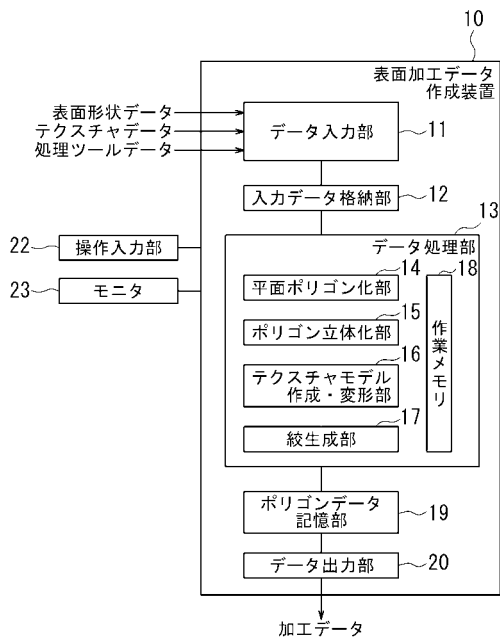 10
表面加工データ
作成装置
表面形状データ
テクスチャデータ
処理ツールデータ
データ入力部
11
入力データ格納部
12
13
データ処理部
22
操作入力部
23
モニタ
14
平面ポリゴン化部
15
ポリゴン立体化部
16
テクスチャモデル
作成・変形部
17
絞生成部
18
作業メモリ
ポリゴンデータ
記憶部
19
データ出力部
20
加工データ